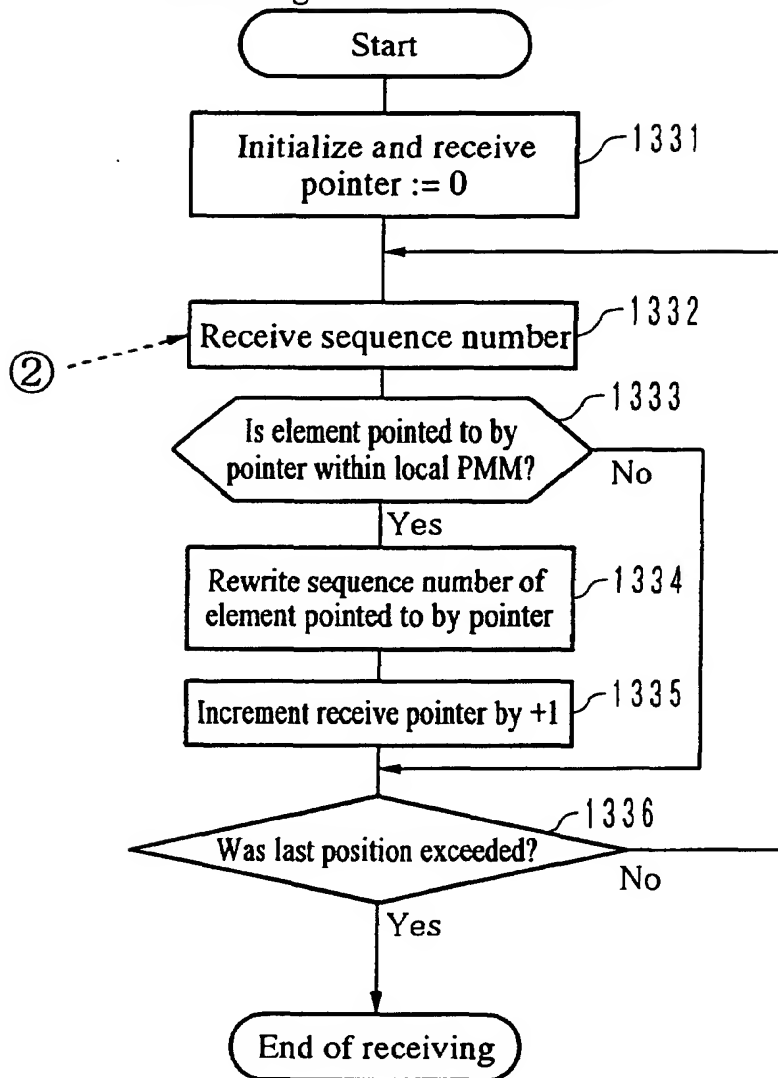 Start
Initialize and receive
pointer := 0
1331
Receive sequence number
1332
②
1333
Is element pointed to by
pointer within local PMM?
No
Yes
Rewrite sequence number of
element pointed to by pointer
1334
Increment receive pointer by +1
1335
1336
Was last position exceeded?
No
Yes
End of receiving